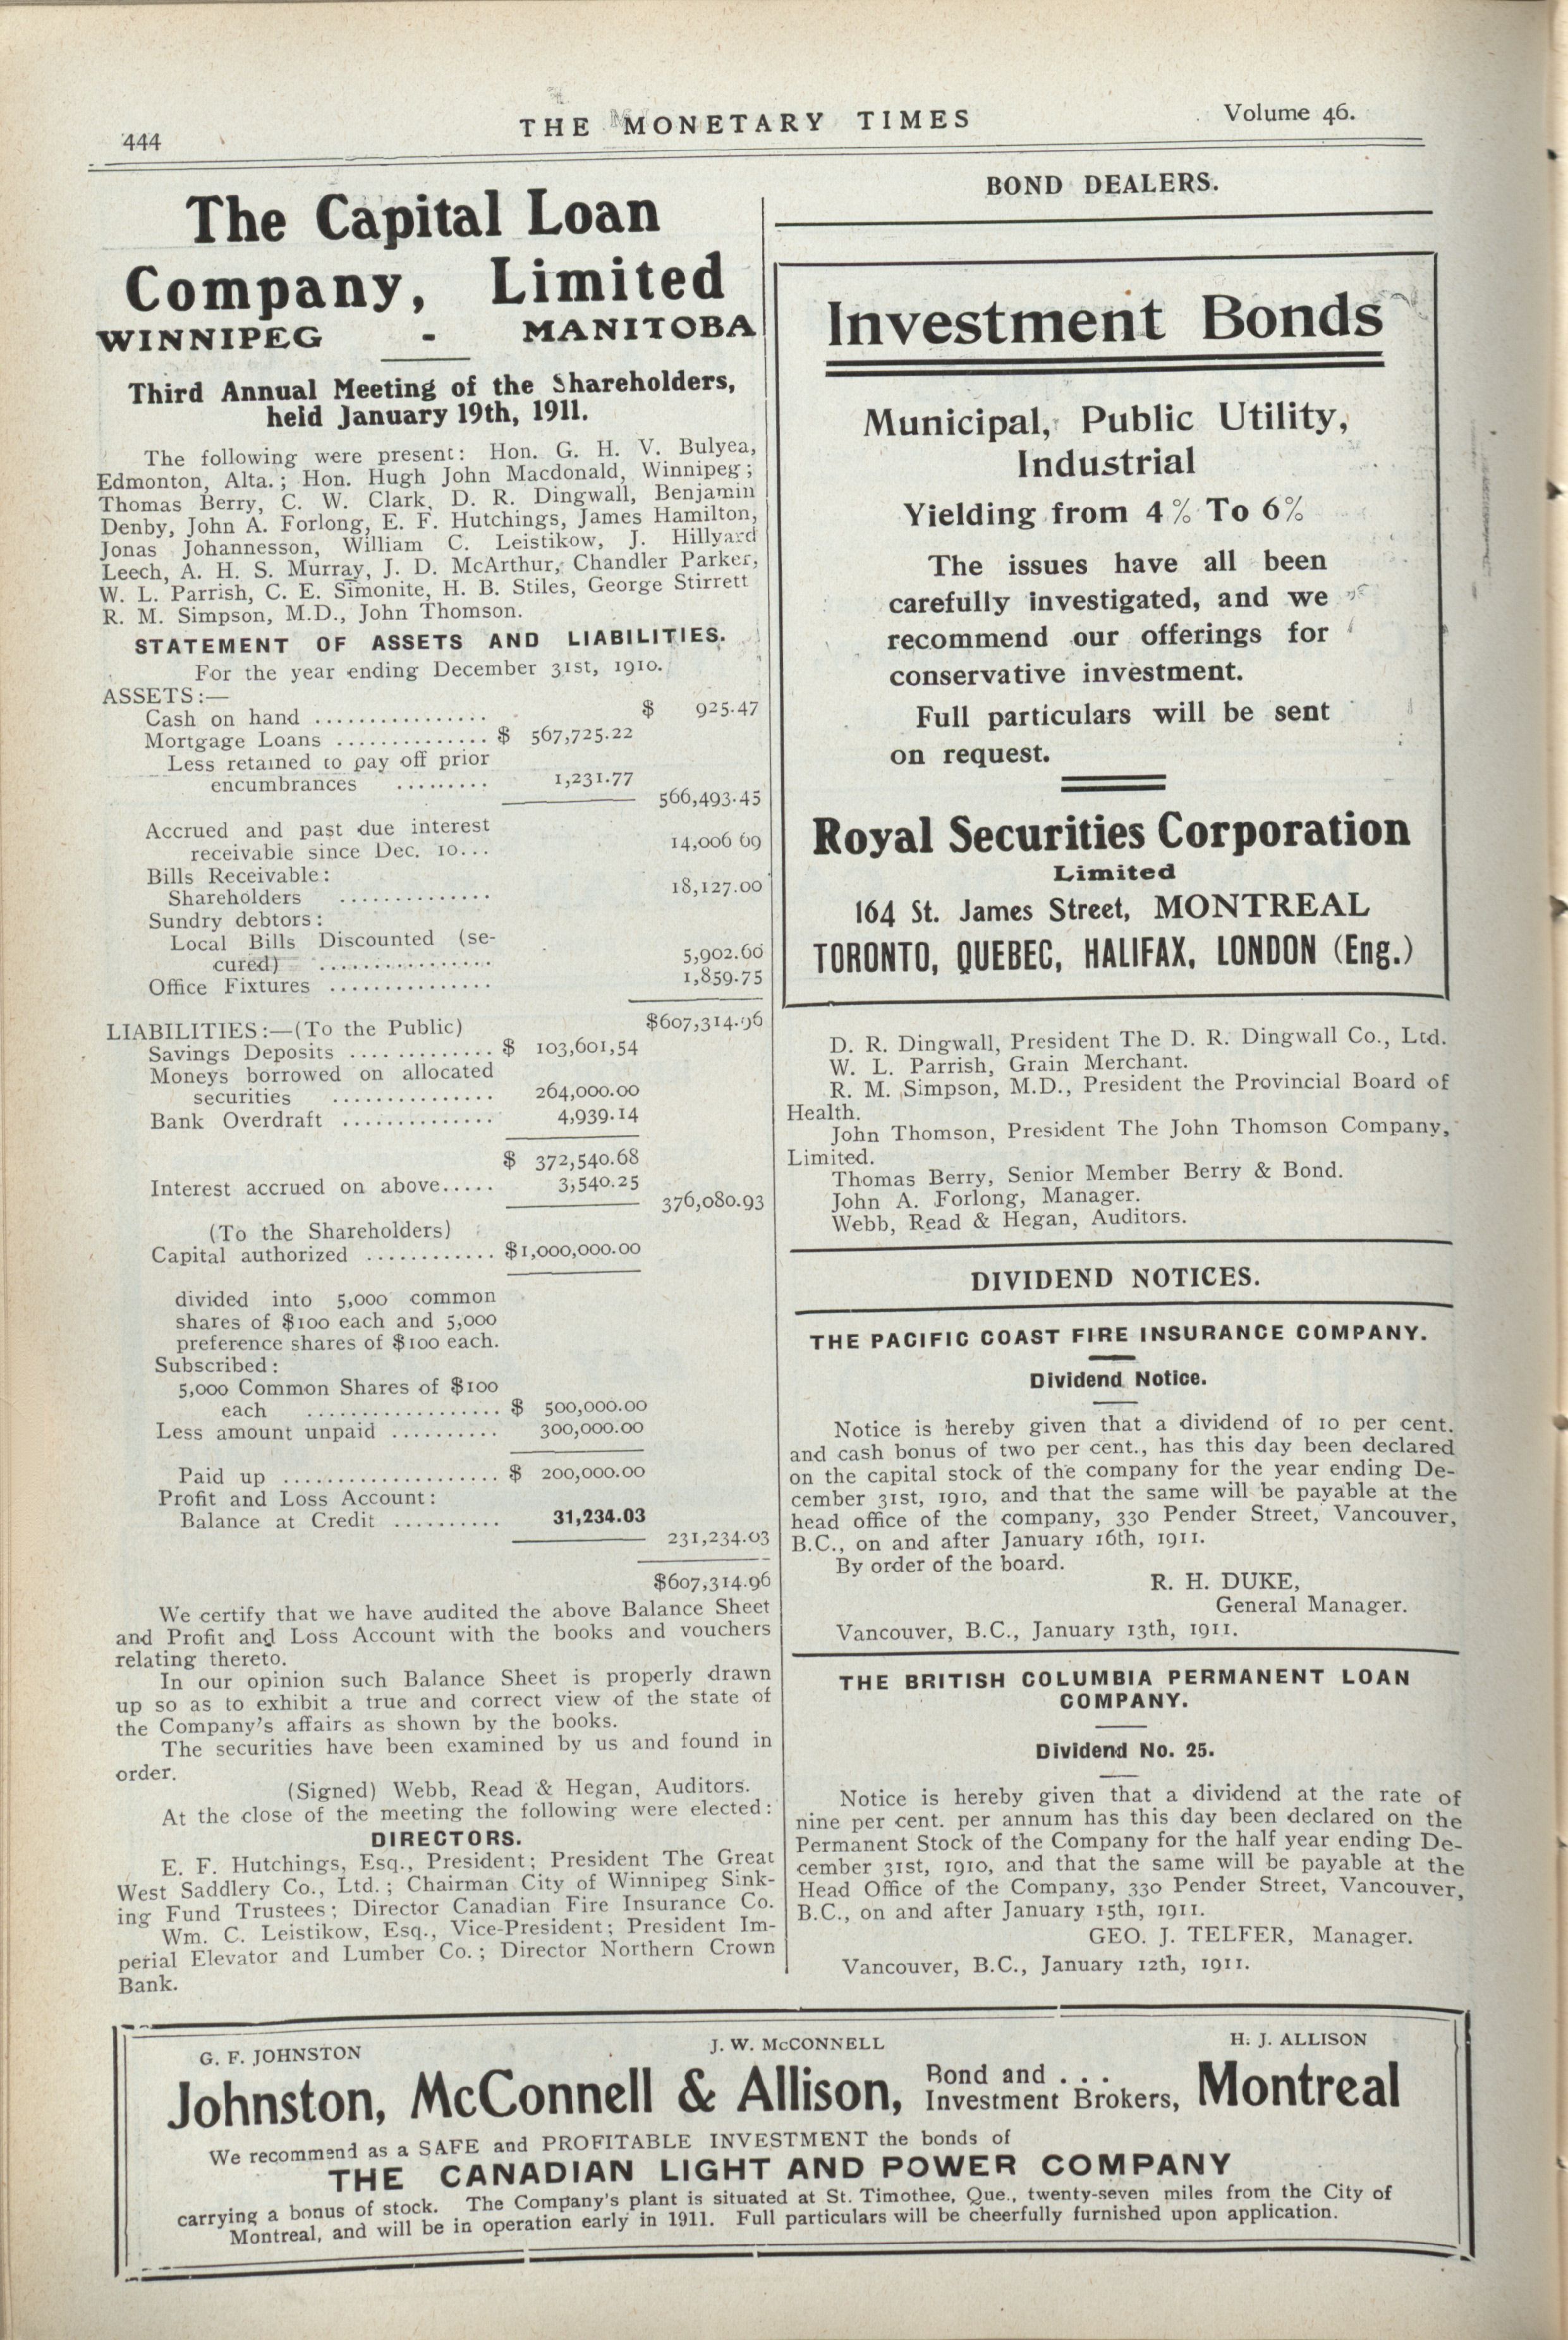 444
THE MONETARY TIMES
Volume 46.
The Capital Loan
Company, Limited
WINNIPEG - MANITOBA
Third Annual Meeting of the Shareholders,
held January 19th, 1911.
The following were present: Hon. G. H. V. Bulyea,
Edmonton, Alta.; Hon. Hugh John Macdonald, Winnipeg;
Thomas Berry, C. W. Clark, D. R. Dingwall, Benjamin
Denby, John A. Forlong, E. F. Hutchings, James Hamilton,
Jonas Johannesson, William C. Leistikow, J. Hillyard
Leech, A. H. S. Murray, J. D. McArthur, Chandler Parker,
W. L. Parrish, C. E. Simonite, H. B. Stiles, George Stirrett
R. M. Simpson, M.D., John Thomson.
STATEMENT OF ASSETS AND LIABILITIES.
For the year ending December 31st, 1910.
ASSETS:—
Cash on hand ................ $ 925.47
Mortgage Loans .............. $ 567,725.22
Less retained to pay off prior
encumbrances ......... 1,231.77
566,493.45
Accrued and past due interest
receivable since Dec. 10... 14,006 69
Bills Receivable:
Shareholders .............. 18,127.00
Sundry debtors:
Local Bills Discounted (se-
cured) ................ 5,902.60
Office Fixtures ............... 1,859.75
$607,314.96
LIABILITIES:—(To the Public)
Savings Deposits ............. $ 103,601,54
Moneys borrowed on allocated
securities ............... 264,000.00
Bank Overdraft .............. 4,939.14
$ 372,540.68
Interest accrued on above..... 3,540.25
376,080.93
(To the Shareholders)
Capital authorized ............ $1,000,000.00
divided into 5,000 common
shares of $100 each and 5,000
preference shares of $100 each.
Subscribed:
5,000 Common Shares of $100
each .................. $ 500,000.00
Less amount unpaid .......... 300,000.00
Paid up .................... $ 200,000.00
Profit and Loss Account:
Balance at Credit .......... 31,234.03
231,234.03
$607,314.96
We certify that we have audited the above Balance Sheet
and Profit and Loss Account with the books and vouchers
relating thereto.
In our opinion such Balance Sheet is properly drawn
up so as to exhibit a true and correct view of the state of
the Company's affairs as shown by the books.
The securities have been examined by us and found in
order.
(Signed) Webb, Read & Hegan, Auditors.
At the close of the meeting the following were elected:
DIRECTORS.
E. F. Hutchings, Esq., President; President The Great
West Saddlery Co., Ltd.; Chairman City of Winnipeg Sink-
ing Fund Trustees; Director Canadian Fire Insurance Co.
Wm. C. Leistikow, Esq., Vice-President; President Im-
perial Elevator and Lumber Co.; Director Northern Crown
Bank.
BOND DEALERS.
Investment Bonds
Municipal, Public Utility,
Industrial
Yielding from 4% To 6%
The issues have all been
carefully investigated, and we
recommend our offerings for
conservative investment.
Full particulars will be sent
on request.
Royal Securities Corporation
Limited
164 St. James Street, MONTREAL
TORONTO, QUEBEC, HALIFAX, LONDON (Eng.)
D. R. Dingwall, President The D. R. Dingwall Co., Ltd.
W. L. Parrish, Grain Merchant.
R. M. Simpson, M.D., President the Provincial Board of
Health.
John Thomson, President The John Thomson Company,
Limited.
Thomas Berry, Senior Member Berry & Bond.
John A. Forlong, Manager.
Webb, Read & Hegan, Auditors.
DIVIDEND NOTICES.
THE PACIFIC COAST FIRE INSURANCE COMPANY.
Dividend Notice.
Notice is hereby given that a dividend of 10 per cent.
and cash bonus of two per cent., has this day been declared
on the capital stock of the company for the year ending De-
cember 31st, 1910, and that the same will be payable at the
head office of the company, 330 Pender Street, Vancouver,
B.C., on and after January 16th, 1911.
By order of the board.
R. H. DUKE,
General Manager.
Vancouver, B.C., January 13th, 1911.
THE BRITISH COLUMBIA PERMANENT LOAN
COMPANY.
Dividend No. 25.
Notice is hereby given that a dividend at the rate of
nine per cent. per annum has this day been declared on the
Permanent Stock of the Company for the half year ending De-
cember 31st, 1910, and that the same will be payable at the
Head Office of the Company, 330 Pender Street, Vancouver,
B.C., on and after January 15th, 1911.
GEO. J. TELFER, Manager.
Vancouver, B.C., January 12th, 1911.
G. F. JOHNSTON J. W. McCONNELL H. J. ALLISON
Johnston, McConnell & Allison, Bond and ... Investment Brokers, Montreal
We recommend as a SAFE and PROFITABLE INVESTMENT the bonds of
THE CANADIAN LIGHT AND POWER COMPANY
carrying a bonus of stock. The Company's plant is situated at St. Timothee, Que., twenty-seven miles from the City of
Montreal, and will be in operation early in 1911. Full particulars will be cheerfully furnished upon application.